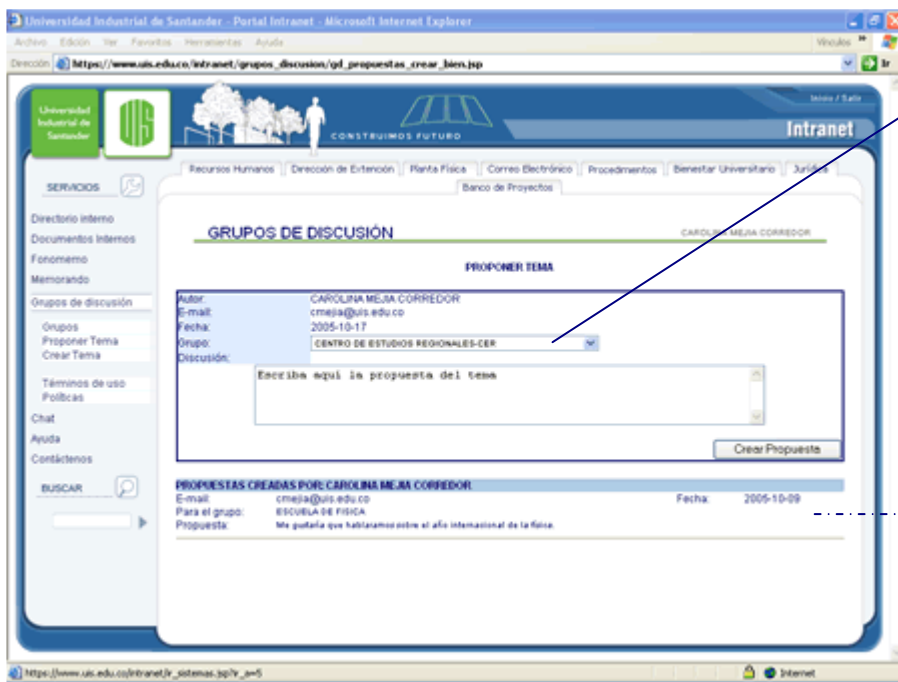 Universidad Industrial de Santander - Portal Intranet - Microsoft Internet Explorer
Archivo Edición Ver Favoritos Herramientas Ayuda Vínculos
Dirección https://www.uis.edu.co/intranet/grupos_discusion/gd_propuestas_crear_bien.jsp Ir
Inicio / Salir
Universidad
Industrial de
Santander
CONSTRUIMOS FUTURO
Intranet
Recursos Humanos Dirección de Extención Planta Física Correo Electrónico Procedimientos Bienestar Universitario Jurídica
Banco de Proyectos
SERVICIOS
Directorio interno
Documentos Internos
Fonomemo
Memorando
Grupos de discusión
Grupos
Proponer Tema
Crear Tema
Términos de uso
Políticas
Chat
Ayuda
Contáctenos
BUSCAR
GRUPOS DE DISCUSIÓN CAROLINA MEJIA CORREDOR
PROPONER TEMA
Autor: CAROLINA MEJIA CORREDOR
E-mail: cmejia@uis.edu.co
Fecha: 2005-10-17
Grupo: CENTRO DE ESTUDIOS REGIONALES-CER
Discusión:
Escriba aquí la propuesta del tema
Crear Propuesta
PROPUESTAS CREADAS POR: CAROLINA MEJIA CORREDOR
E-mail: cmejia@uis.edu.co Fecha: 2005-10-09
Para el grupo: ESCUELA DE FISICA
Propuesta: Me gustaría que hablaramos sobre el año internacional de la física.
https://www.uis.edu.co/intranet/ir_sistemas.jsp?ir_a=5 Internet